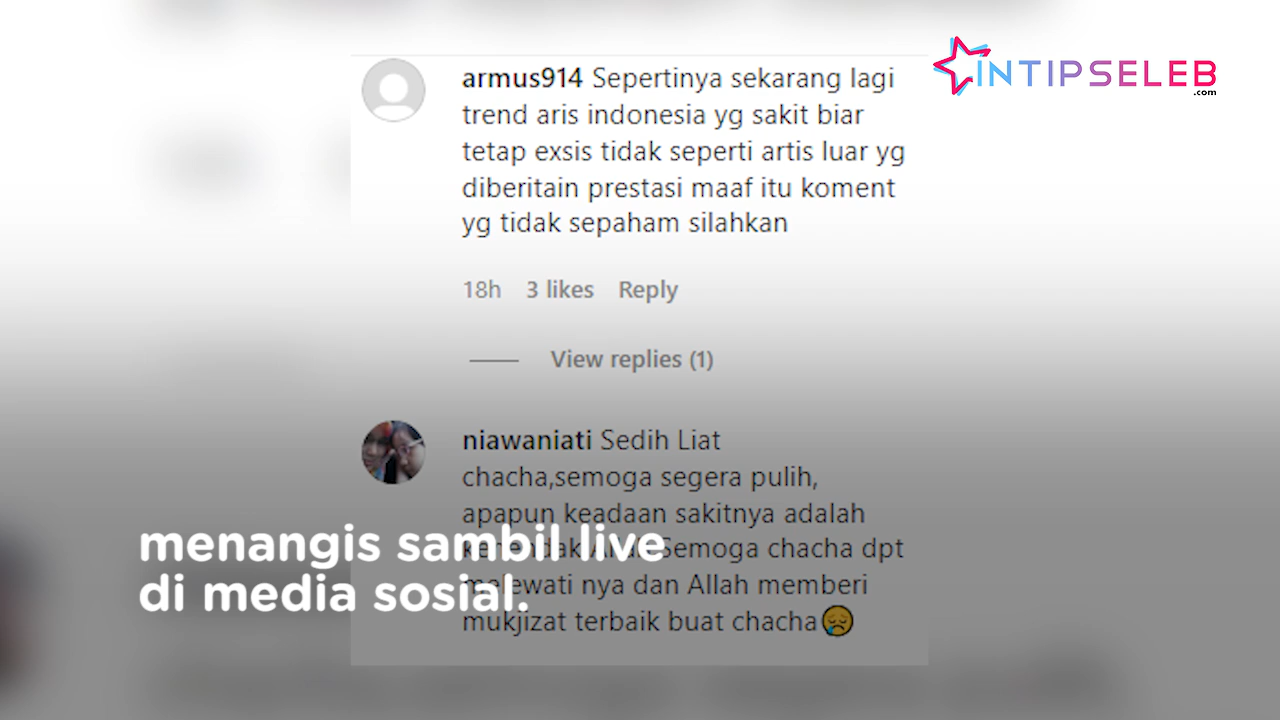 INTIPSELEB
.com
armus914 Sepertinya sekarang lagi
trend aris indonesia yg sakit biar
tetap exsis tidak seperti artis luar yg
diberitain prestasi maaf itu koment
yg tidak sepaham silahkan
18h 3 likes Reply
View replies (1)
niawaniati Sedih Liat
chacha,semoga segera pulih,
apapun keadaan sakitnya adalah
Semoga chacha dpt
melewati nya dan Allah memberi
mukjizat terbaik buat chacha😥
menangis sambil live
di media sosial.